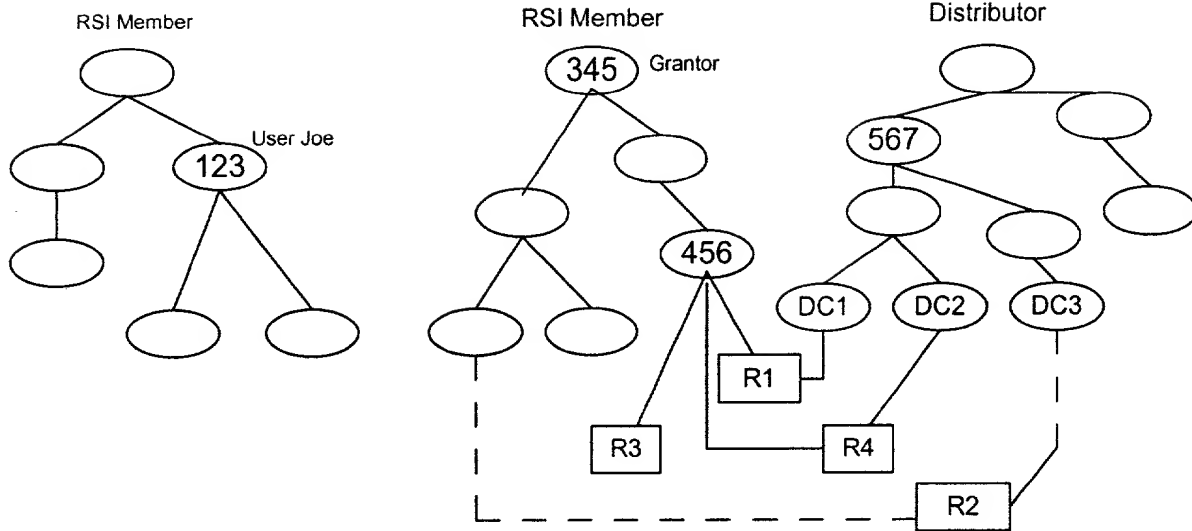 RSI Member
RSI Member
Distributor
345
Grantor
User Joe
123
567
456
DC1
DC2
DC3
R1
R3
R4
R2